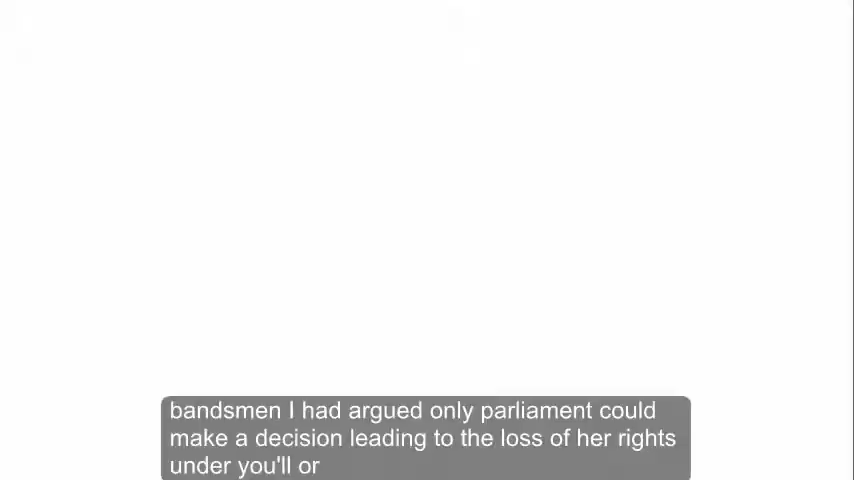 bandsmen I had argued only parliament could
make a decision leading to the loss of her rights
under you'll or